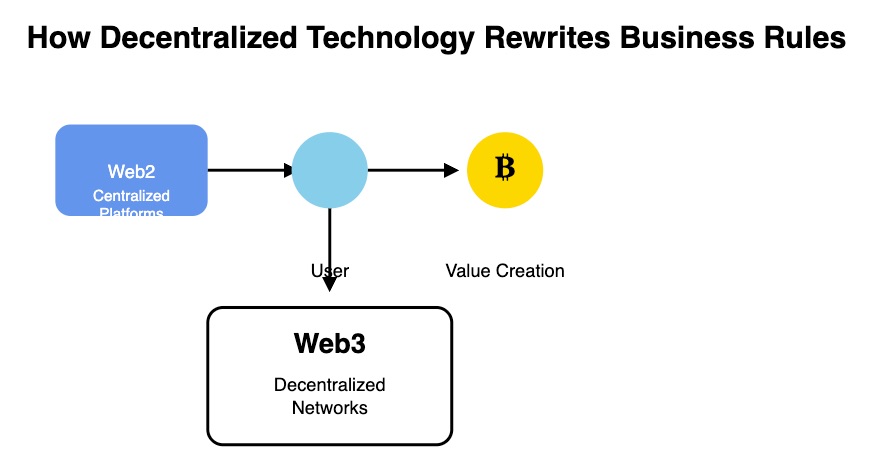 How Decentralized Technology Rewrites Business Rules
Web2
Centralized
Platforms
₿
User
Value Creation
Web3
Decentralized
Networks